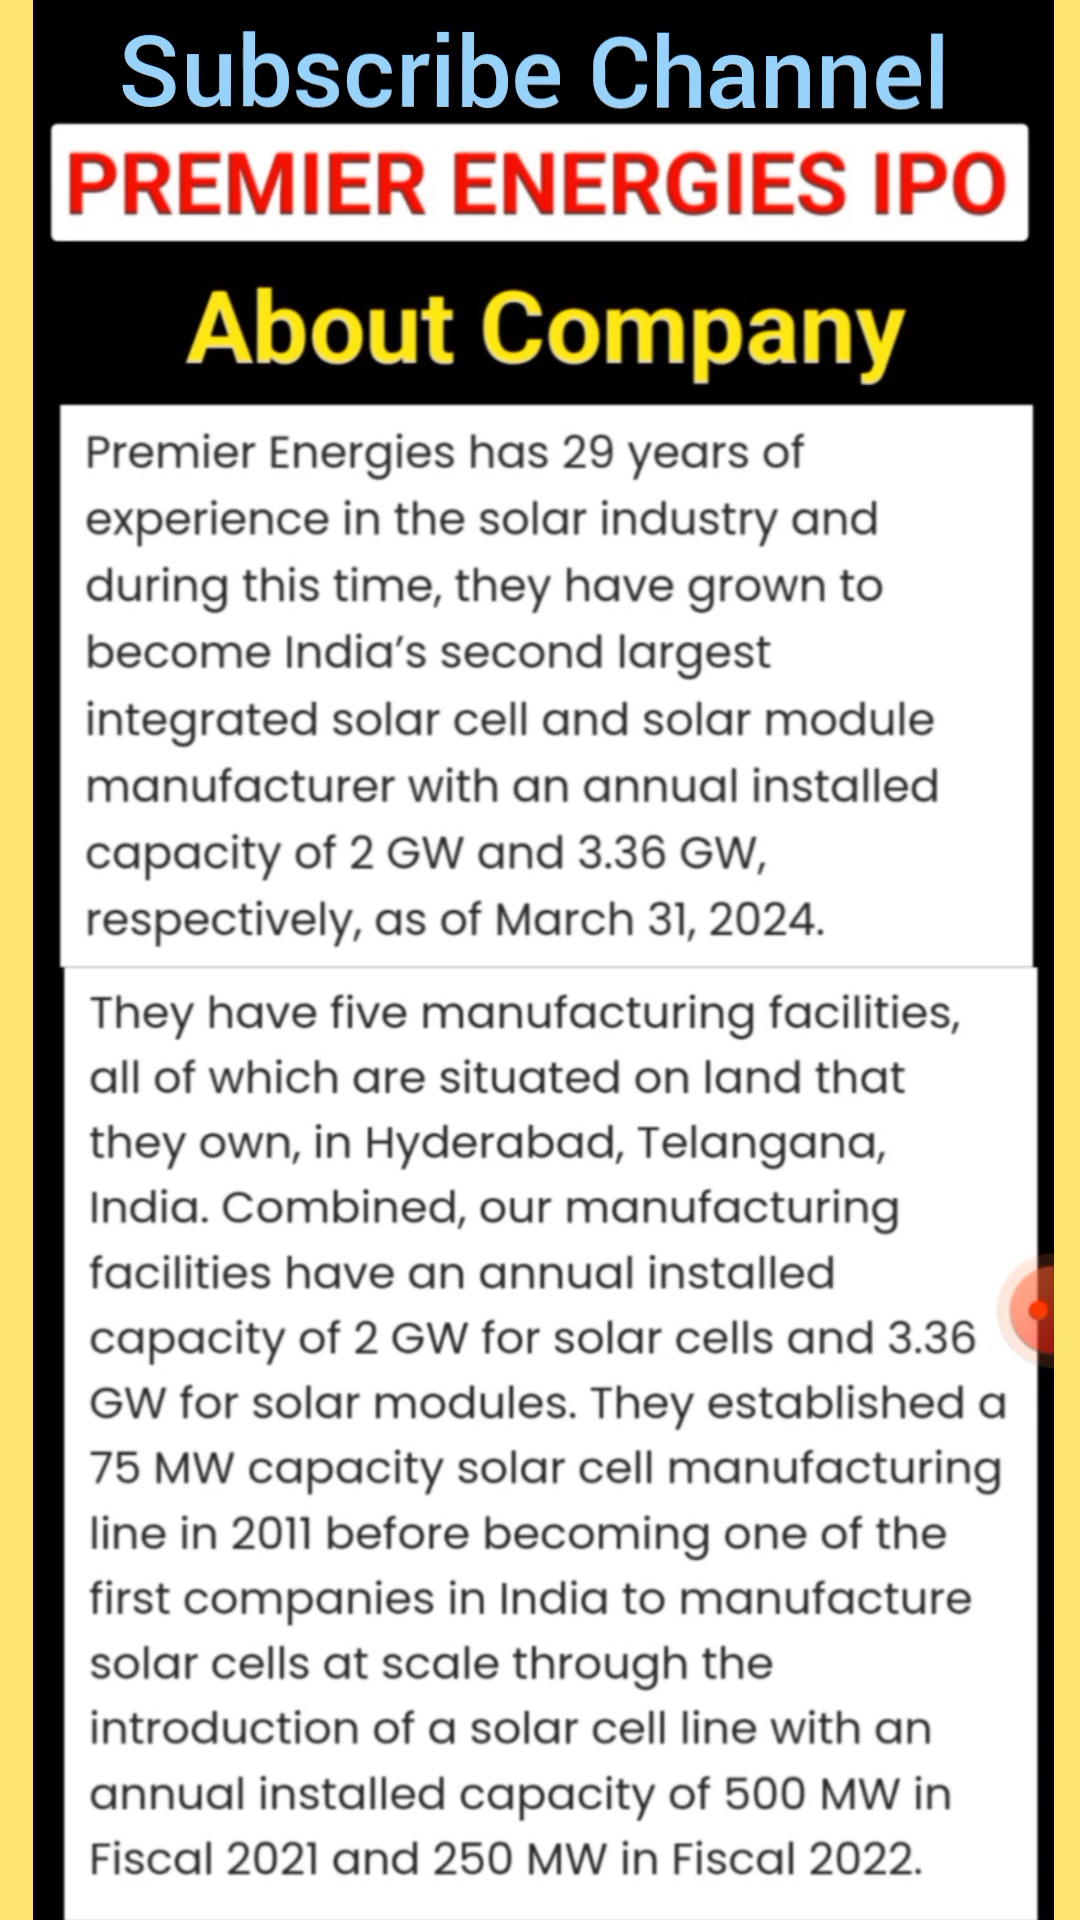 Subscribe Channel
PREMIER ENERGIES IPO
About Company
Premier Energies has 29 years of
experience in the solar industry and
during this time, they have grown to
become India’s second largest
integrated solar cell and solar module
manufacturer with an annual installed
capacity of 2 GW and 3.36 GW,
respectively, as of March 31, 2024.
They have five manufacturing facilities,
all of which are situated on land that
they own, in Hyderabad, Telangana,
India. Combined, our manufacturing
facilities have an annual installed
capacity of 2 GW for solar cells and 3.36
GW for solar modules. They established a
75 MW capacity solar cell manufacturing
line in 2011 before becoming one of the
first companies in India to manufacture
solar cells at scale through the
introduction of a solar cell line with an
annual installed capacity of 500 MW in
Fiscal 2021 and 250 MW in Fiscal 2022.